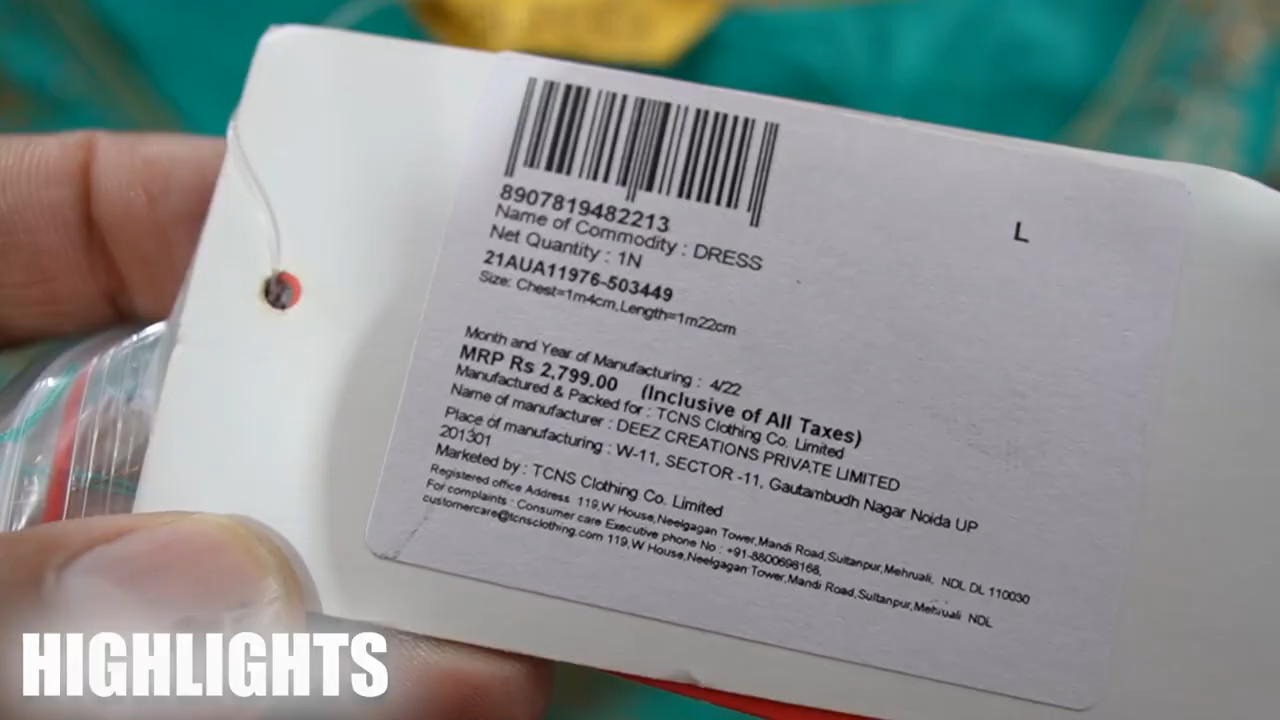 8907819482213
Name of Commodity : DRESS
Net Quantity : 1N
21AUA11976-503449
Size: Chest=1m4cm,Length=1m22cm
L
Month and Year of Manufacturing : 4/22
MRP Rs 2,799.00 (Inclusive of All Taxes)
Manufactured & Packed for : TCNS Clothing Co. Limited
Name of manufacturer : DEEZ CREATIONS PRIVATE LIMITED
Place of manufacturing : W-11, SECTOR -11, Gautambudh Nagar Noida UP
201301
Marketed by : TCNS Clothing Co. Limited
Registered office Address 119,W House,Neelgagan Tower,Mandi Road,Sultanpur,Mehruali, NDL DL 110030
For complaints : Consumer care Executive phone No : +91-8800698168,
customercare@tcnsclothing.com 119,W House,Neelgagan Tower,Mandi Road,Sultanpur,Mehruali NDL
HIGHLIGHTS